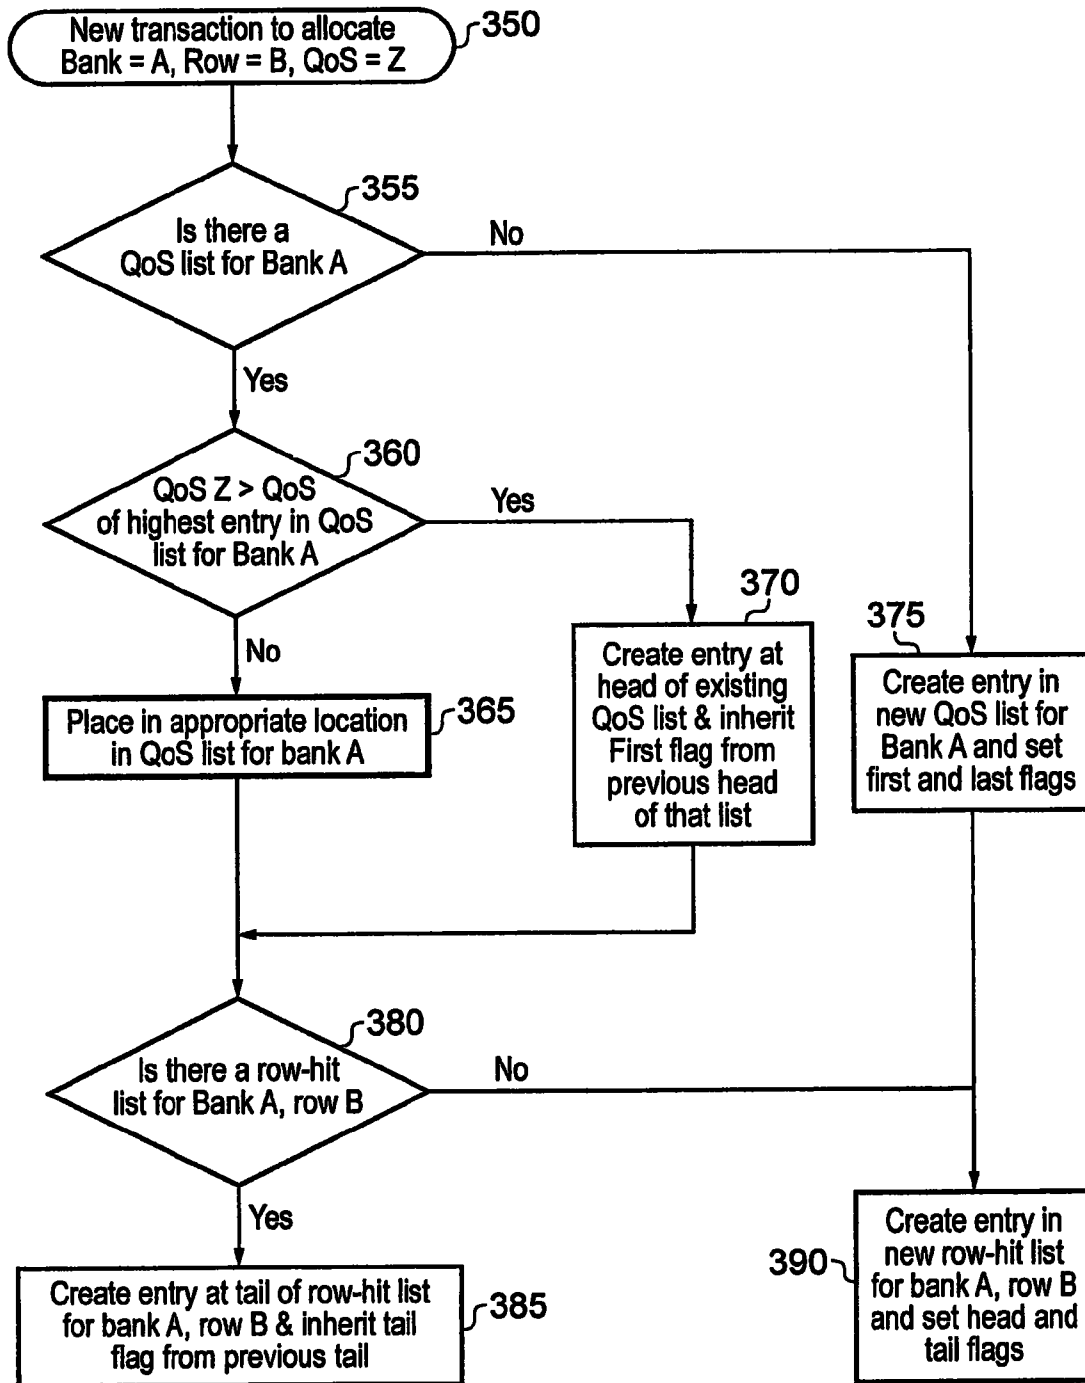 New transaction to allocate
Bank = A, Row = B, QoS = Z
350
355
Is there a
QoS list for Bank A
No
Yes
360
QoS Z > QoS
of highest entry in QoS
list for Bank A
Yes
No
370
375
Place in appropriate location
in QoS list for bank A
365
Create entry at
head of existing
QoS list & inherit
First flag from
previous head
of that list
Create entry in
new QoS list for
Bank A and set
first and last flags
380
Is there a row-hit
list for Bank A, row B
No
Yes
Create entry at tail of row-hit list
for bank A, row B & inherit tail
flag from previous tail
385
390
Create entry in
new row-hit list
for bank A, row B
and set head and
tail flags